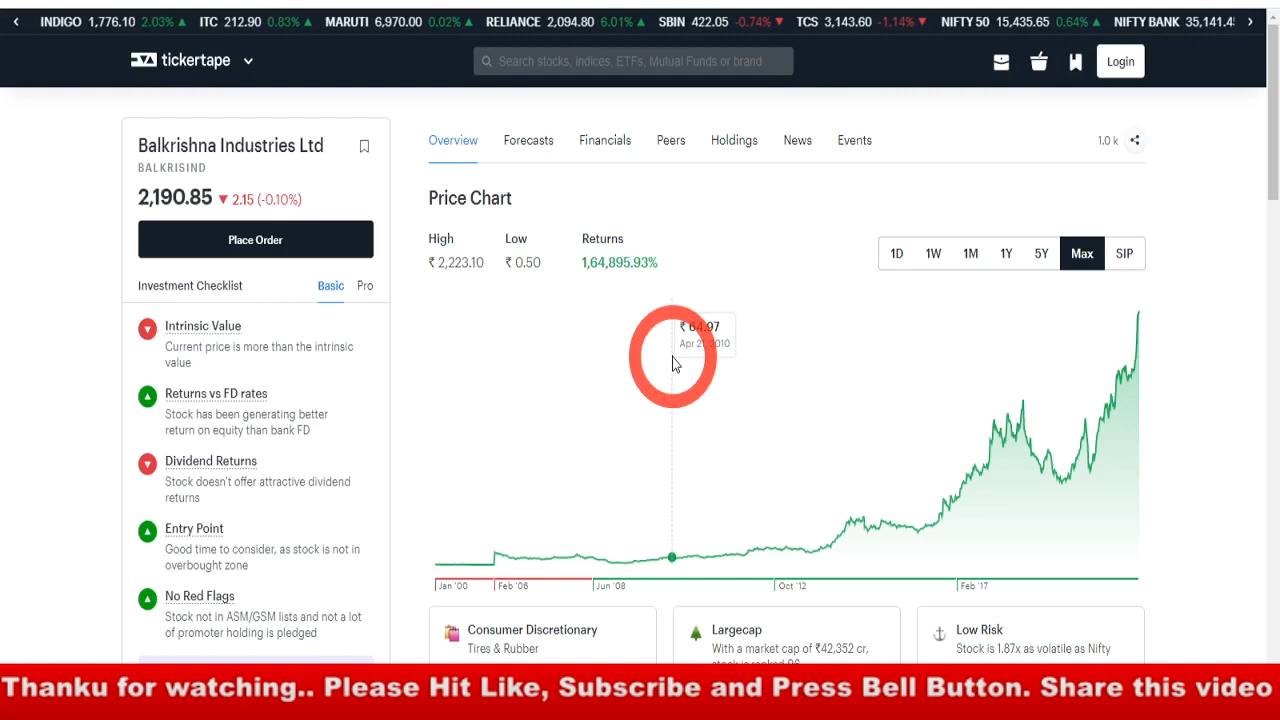 INDIGO 1,776.10 2.03% ▲ ITC 212.90 0.83% ▲ MARUTI 6,970.00 0.02% ▲ RELIANCE 2,094.80 6.01% ▲ SBIN 422.05 -0.74% ▼ TCS 3,143.60 -1.14% ▼ NIFTY 50 15,435.65 0.64% ▲ NIFTY BANK 35,141.4
tickertape
Search stocks, indices, ETFs, Mutual Funds or brand
Login
Balkrishna Industries Ltd
BALKRISIND
2,190.85 ▼ 2.15 (-0.10%)
Place Order
Investment Checklist Basic Pro
Intrinsic Value
Current price is more than the intrinsic
value
Returns vs FD rates
Stock has been generating better
return on equity than bank FD
Dividend Returns
Stock doesn't offer attractive dividend
returns
Entry Point
Good time to consider, as stock is not in
overbought zone
No Red Flags
Stock not in ASM/GSM lists and not a lot
of promoter holding is pledged
Overview Forecasts Financials Peers Holdings News Events 1.0 k
Price Chart
High Low Returns
₹ 2,223.10 ₹ 0.50 1,64,895.93%
1D 1W 1M 1Y 5Y Max SIP
₹ 64.97
Apr 21, 2010
Jan '00 Feb '06 Jun '08 Oct '12 Feb '17
Consumer Discretionary
Tires & Rubber
Largecap
With a market cap of ₹42,352 cr,
stock is ranked 96
Low Risk
Stock is 1.87x as volatile as Nifty
Thanku for watching.. Please Hit Like, Subscribe and Press Bell Button. Share this video